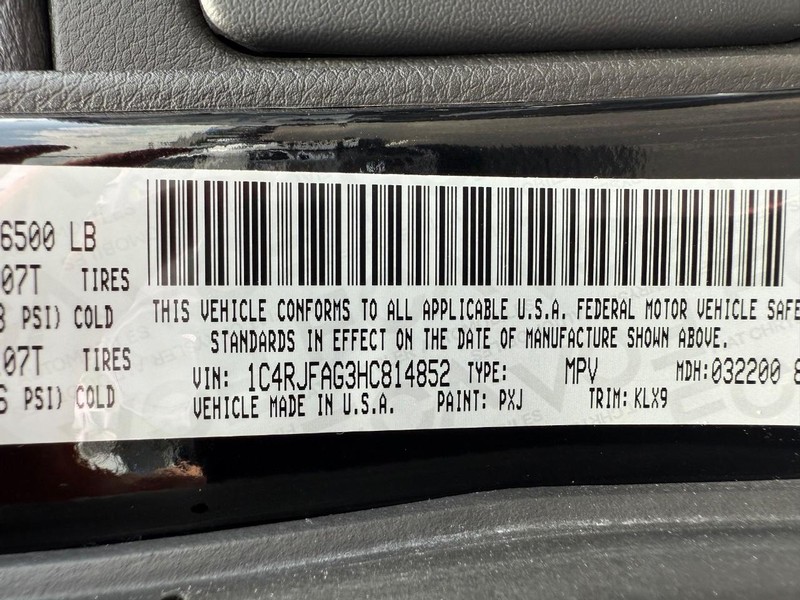 6500 LB
07T TIRES
PSI) COLD
07T TIRES
PSI) COLD
THIS VEHICLE CONFORMS TO ALL APPLICABLE U.S.A. FEDERAL MOTOR VEHICLE SAFE
STANDARDS IN EFFECT ON THE DATE OF MANUFACTURE SHOWN ABOVE.
VIN: 1C4RJFAG3HC814852 TYPE: MPV MDH: 032200 8
VEHICLE MADE IN U.S.A. PAINT: PXJ TRIM: KLX9